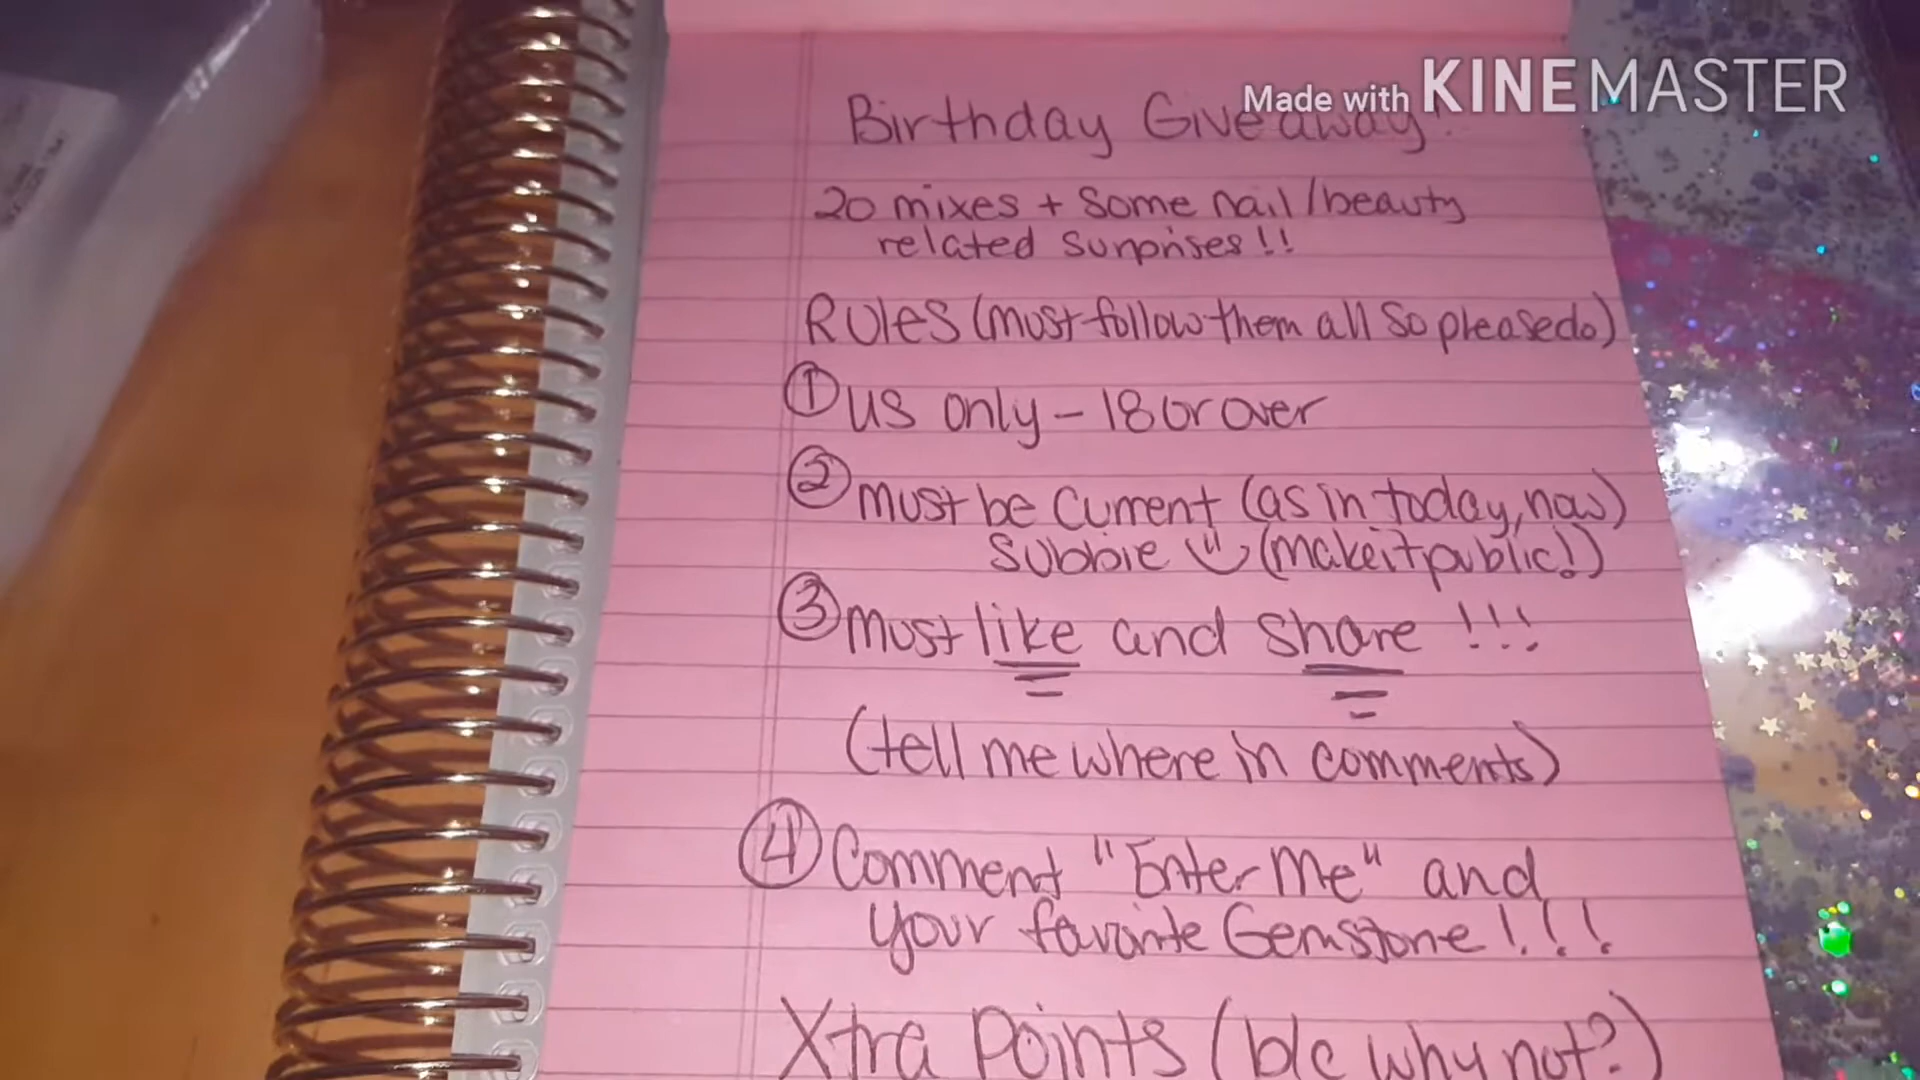 Made with KINEMASTER
Birthday Giveaway!
20 mixes + Some nail/beauty
related Surprises!!
Rules (must follow them all so please do)
① US only - 18 or over
② must be Current (as in today, now)
Subbie (make it public!)
③ must like and share !!!
(tell me where in comments)
④ Comment "Enter Me" and
your favorite Gemstone!!!
Xtra Points (b/c why not?)